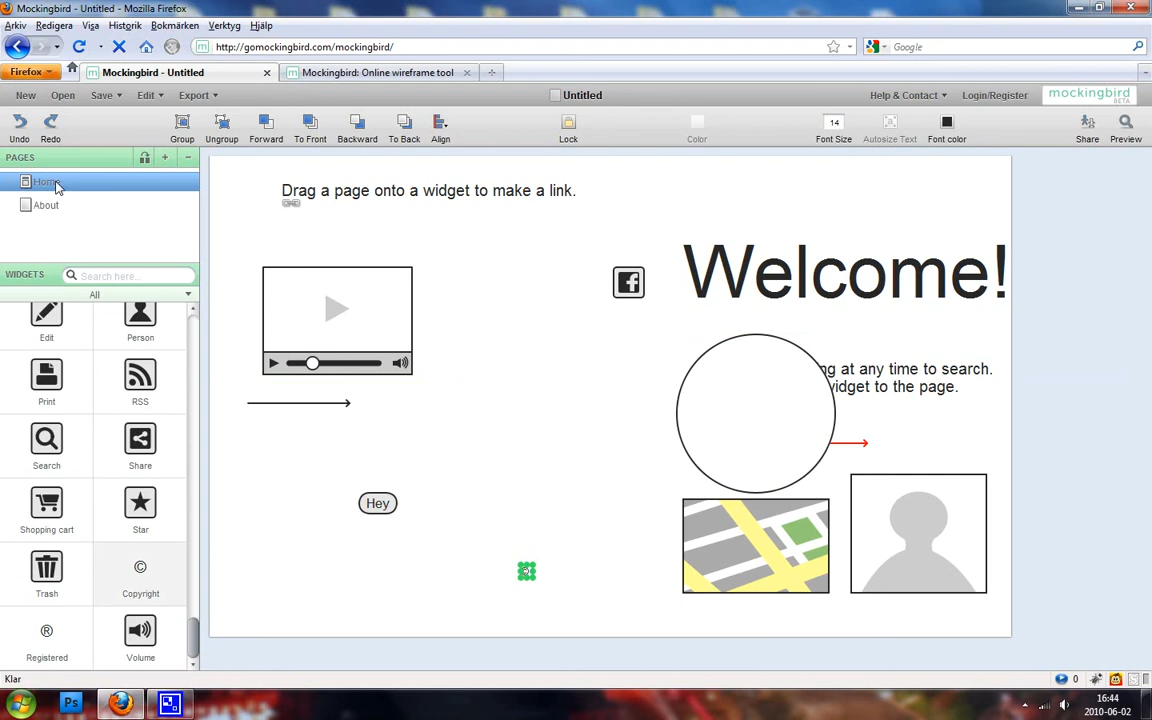 Mockingbird - Untitled - Mozilla Firefox
Arkiv Redigera Visa Historik Bokmärken Verktyg Hjälp
http://gomockingbird.com/mockingbird/
Google
Firefox
Mockingbird - Untitled
Mockingbird: Online wireframe tool
New Open Save Edit Export
Untitled
Help & Contact Login/Register
mockingbird
BETA
Undo Redo Group Ungroup Forward To Front Backward To Back Align Lock Color
14
Font Size Autosize Text Font color Share Preview
PAGES
Home
About
WIDGETS
Search here...
All
Edit Person
Print RSS
Search Share
Shopping cart Star
©
Trash Copyright
®
Registered Volume
Drag a page onto a widget to make a link.
Welcome!
ng at any time to search.
widget to the page.
Hey
Klar
0
Ps
16:44
2010-06-02